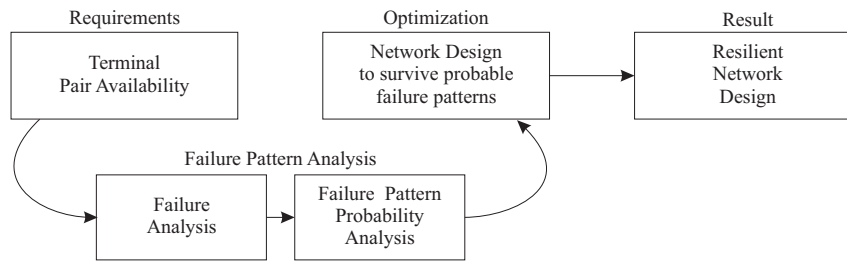 Requirements
Terminal
Pair Availability
Optimization
Network Design
to survive probable
failure patterns
Result
Resilient
Network
Design
Failure Pattern Analysis
Failure
Analysis
Failure Pattern
Probability
Analysis